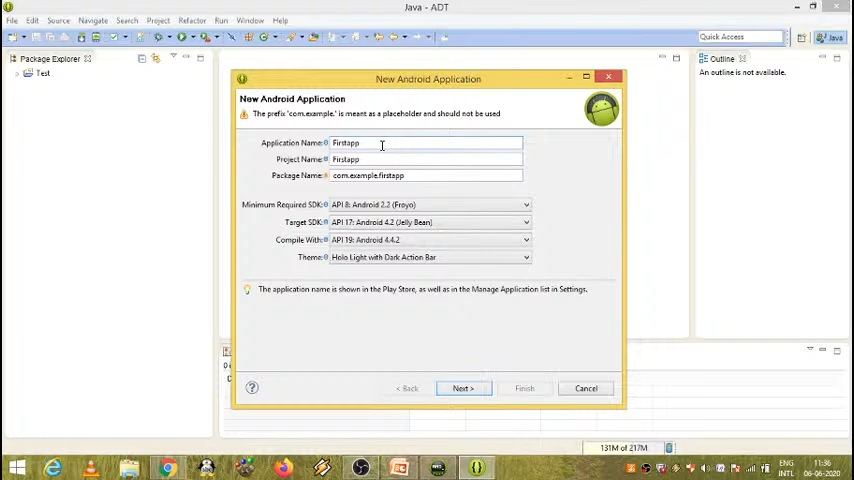 Java - ADT
File Edit Source Navigate Search Project Refactor Run Window Help
Quick Access
Java
Package Explorer
Test
Outline
An outline is not available.
New Android Application
New Android Application
The prefix 'com.example.' is meant as a placeholder and should not be used
Application Name: Firstapp
Project Name: Firstapp
Package Name: com.example.firstapp
Minimum Required SDK: API 8: Android 2.2 (Froyo)
Target SDK: API 17: Android 4.2 (Jelly Bean)
Compile With: API 19: Android 4.4.2
Theme: Holo Light with Dark Action Bar
The application name is shown in the Play Store, as well as in the Manage Application list in Settings.
< Back Next > Finish Cancel
131M of 217M
ENG 11:36
INTL 06-06-2020